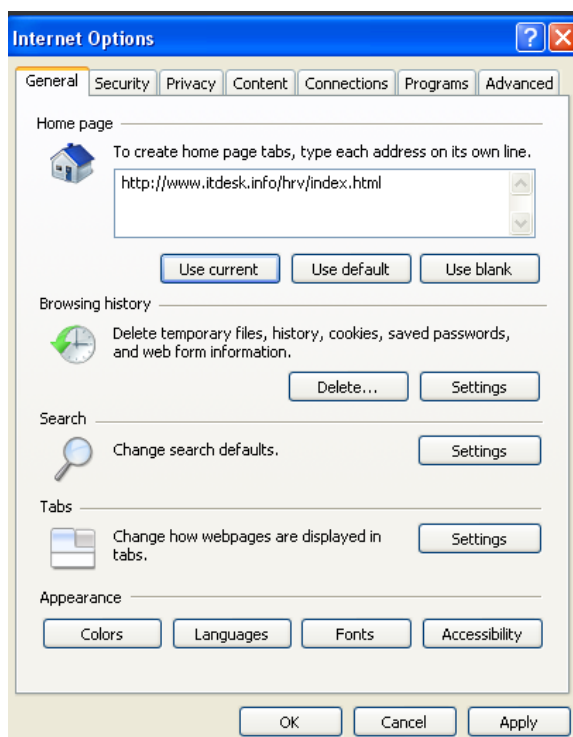 Internet Options
General Security Privacy Content Connections Programs Advanced
Home page
To create home page tabs, type each address on its own line.
http://www.itdesk.info/hrv/index.html
Use current Use default Use blank
Browsing history
Delete temporary files, history, cookies, saved passwords,
and web form information.
Delete... Settings
Search
Change search defaults. Settings
Tabs
Change how webpages are displayed in
tabs.
Settings
Appearance
Colors Languages Fonts Accessibility
OK Cancel Apply